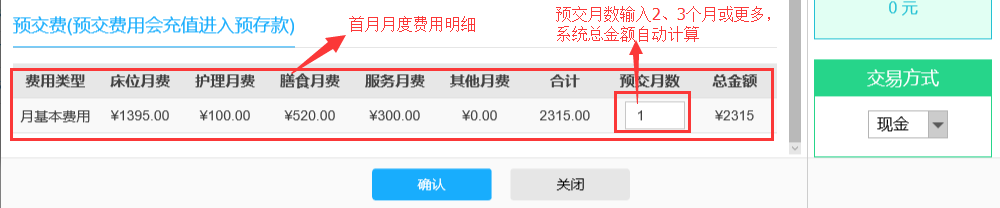 预交费(预交费用会充值进入预存款)
首月月度费用明细
预交月数输入2、3个月或更多，
系统总金额自动计算
0 元
费用类型 床位月费 护理月费 膳食月费 服务月费 其他月费 合计 预交月数 总金额
月基本费用 ¥1395.00 ¥100.00 ¥520.00 ¥300.00 ¥0.00 2315.00 1 ¥2315
交易方式
现金
确认 关闭